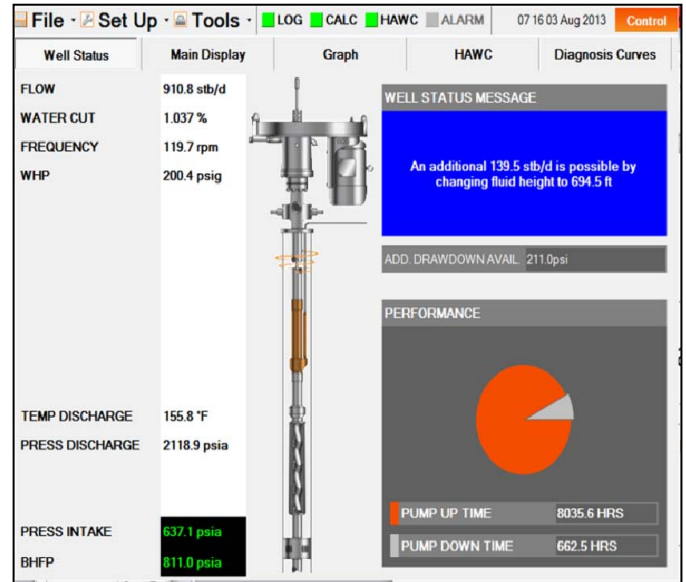 File Set Up Tools LOG CALC HAWC ALARM 07 16 03 Aug 2013 Control
Well Status Main Display Graph HAWC Diagnosis Curves
FLOW 910.8 stb/d
WATER CUT 1.037 %
FREQUENCY 119.7 rpm
WHP 200.4 psig
WELL STATUS MESSAGE
An additional 139.5 stb/d is possible by
changing fluid height to 694.5 ft
ADD. DRAWDOWN AVAIL. 211.0psi
PERFORMANCE
TEMP DISCHARGE 155.8 °F
PRESS DISCHARGE 2118.9 psia
PUMP UP TIME 8035.6 HRS
PRESS INTAKE 637.1 psia
PUMP DOWN TIME 662.5 HRS
BHFP 811.0 psia